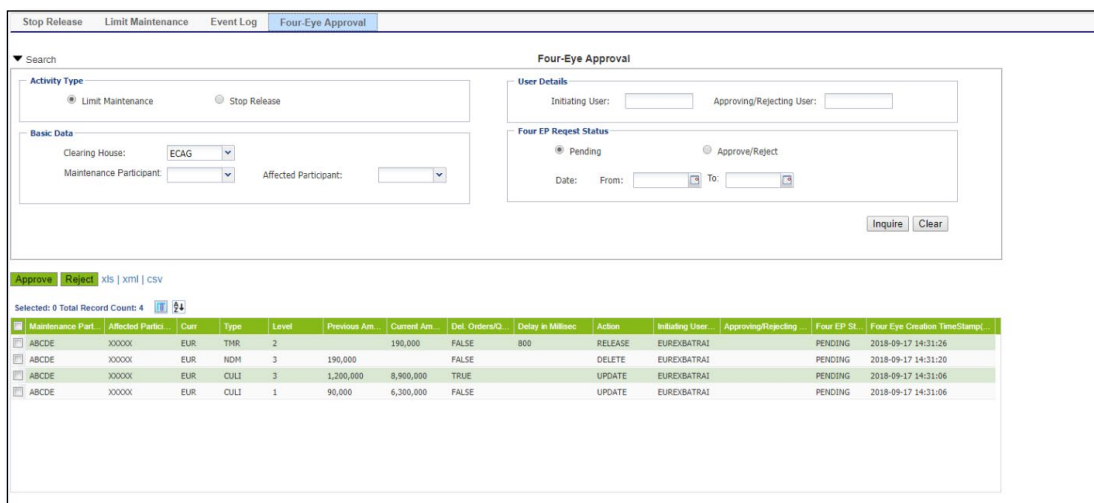 Stop Release Limit Maintenance Event Log Four-Eye Approval
Search Four-Eye Approval
Activity Type User Details
Limit Maintenance Stop Release Initiating User: Approving/Rejecting User:
Basic Data Four EP Reqest Status
Clearing House: ECAG Pending Approve/Reject
Maintenance Participant: Affected Participant: Date: From: To:
Inquire Clear
Approve Reject xls | xml | csv
Selected: 0 Total Record Count: 4
Maintenance Part... Affected Partici... Curr Type Level Previous Am... Current Am... Del. Orders/Q... Delay in Millisec Action Initiating User... Approving/Rejecting ... Four EP St... Four Eye Creation TimeStamp(...
ABCDE XXXXX EUR TMR 2 190,000 FALSE 800 RELEASE EUREXBATRAI PENDING 2018-09-17 14:31:26
ABCDE XXXXX EUR NDM 3 190,000 DELETE EUREXBATRAI PENDING 2018-09-17 14:31:20
ABCDE XXXXX EUR CULI 3 1,200,000 8,900,000 TRUE UPDATE EUREXBATRAI PENDING 2018-09-17 14:31:06
ABCDE XXXXX EUR CULI 1 90,000 6,300,000 FALSE UPDATE EUREXBATRAI PENDING 2018-09-17 14:31:06